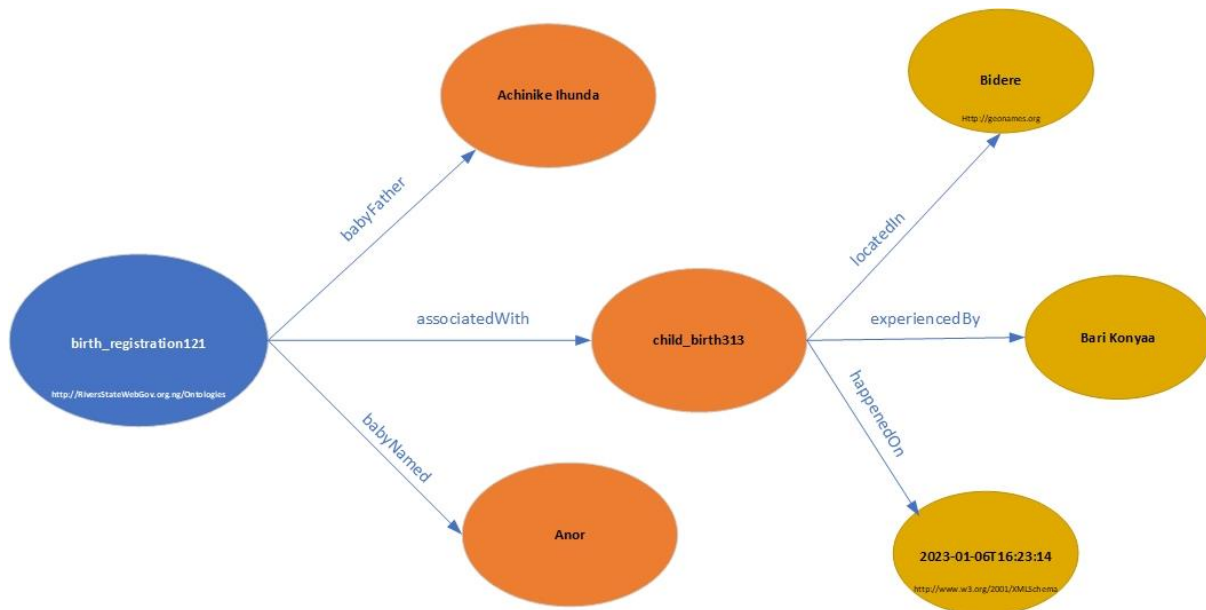 Achinike Ihunda
Bidere
Http://geonames.org
babyFather
locatedIn
birth_registration121
http://RiversStateWebGov.org.ng/Ontologies
associatedWith
child_birth313
experiencedBy
Bari Konyaa
happenedOn
babyNamed
Anor
2023-01-06T16:23:14
http://www.w3.org/2001/XMLSchema